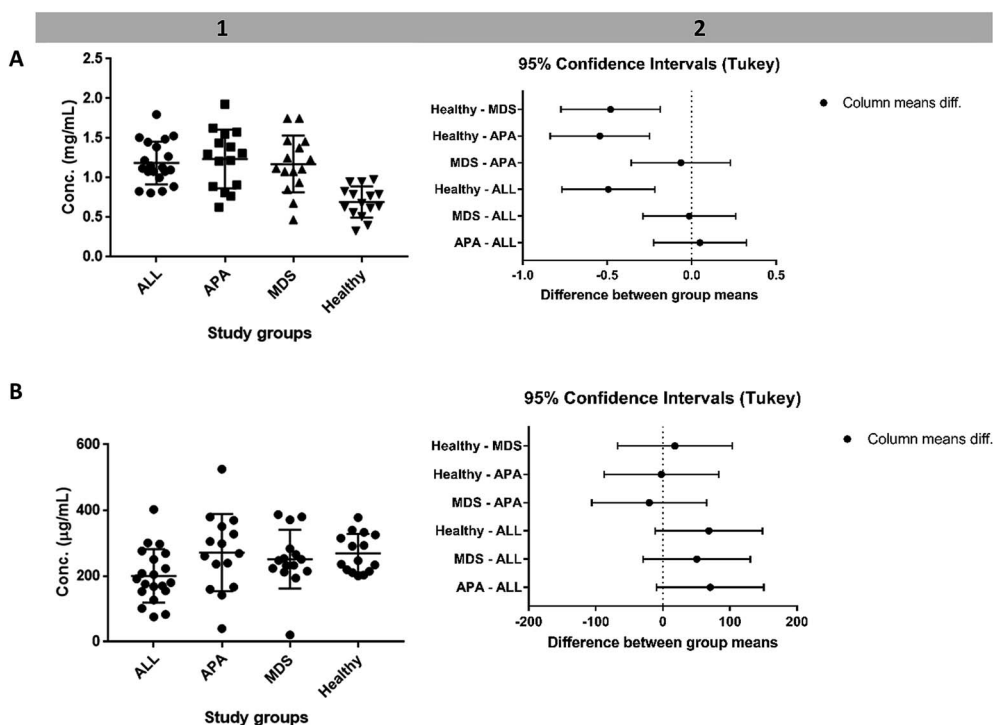 1 2
A
2.5
2.0
1.5
1.0
0.5
0.0
Conc. (mg/mL)
ALL
APA
MDS
Healthy
Study groups
95% Confidence Intervals (Tukey)
Healthy - MDS
Healthy - APA
MDS - APA
Healthy - ALL
MDS - ALL
APA - ALL
-1.0 -0.5 0.0 0.5
Difference between group means
Column means diff.
B
600
400
200
0
Conc. (µg/mL)
ALL
APA
MDS
Healthy
Study groups
95% Confidence Intervals (Tukey)
Healthy - MDS
Healthy - APA
MDS - APA
Healthy - ALL
MDS - ALL
APA - ALL
-200 -100 0 100 200
Difference between group means
Column means diff.